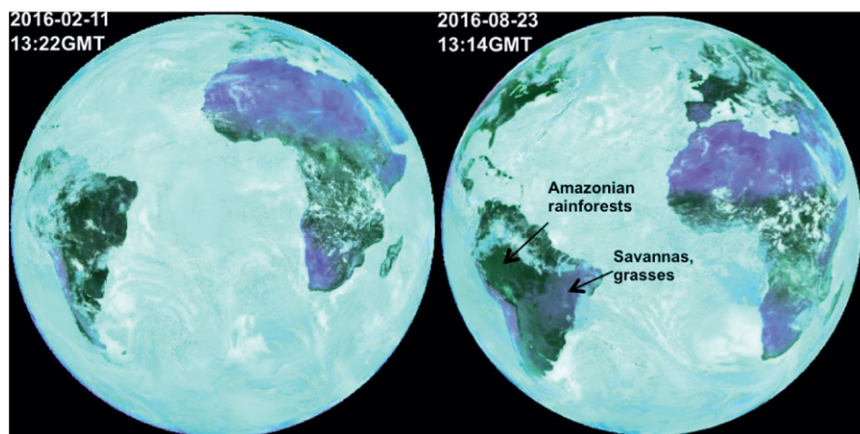 2016-02-11
13:22GMT
2016-08-23
13:14GMT
Amazonian
rainforests
Savannas,
grasses